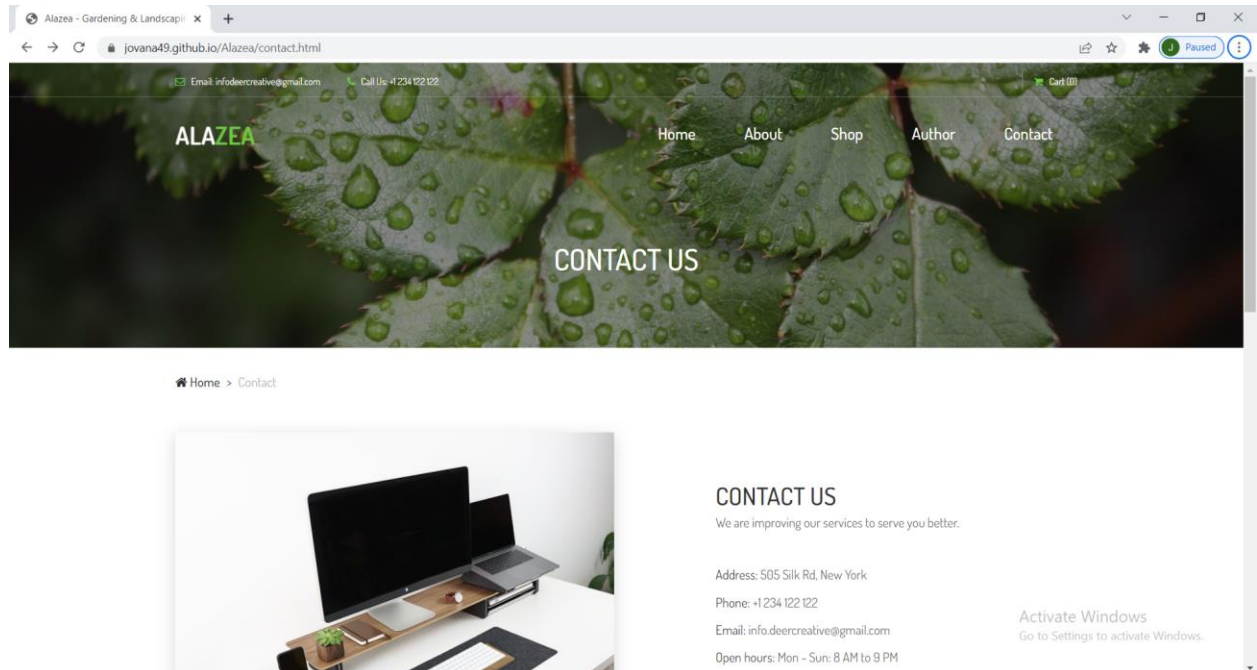 Alazea - Gardening & Landscapi
jovana49.github.io/Alazea/contact.html
J Paused
Email: infodeercreative@gmail.com Call Us: +1 234 122 122 Cart (0)
ALAZEA Home About Shop Author Contact
CONTACT US
Home > Contact
CONTACT US
We are improving our services to serve you better.
Address: 505 Silk Rd, New York
Phone: +1 234 122 122
Email: info.deercreative@gmail.com
Open hours: Mon - Sun: 8 AM to 9 PM
Activate Windows
Go to Settings to activate Windows.